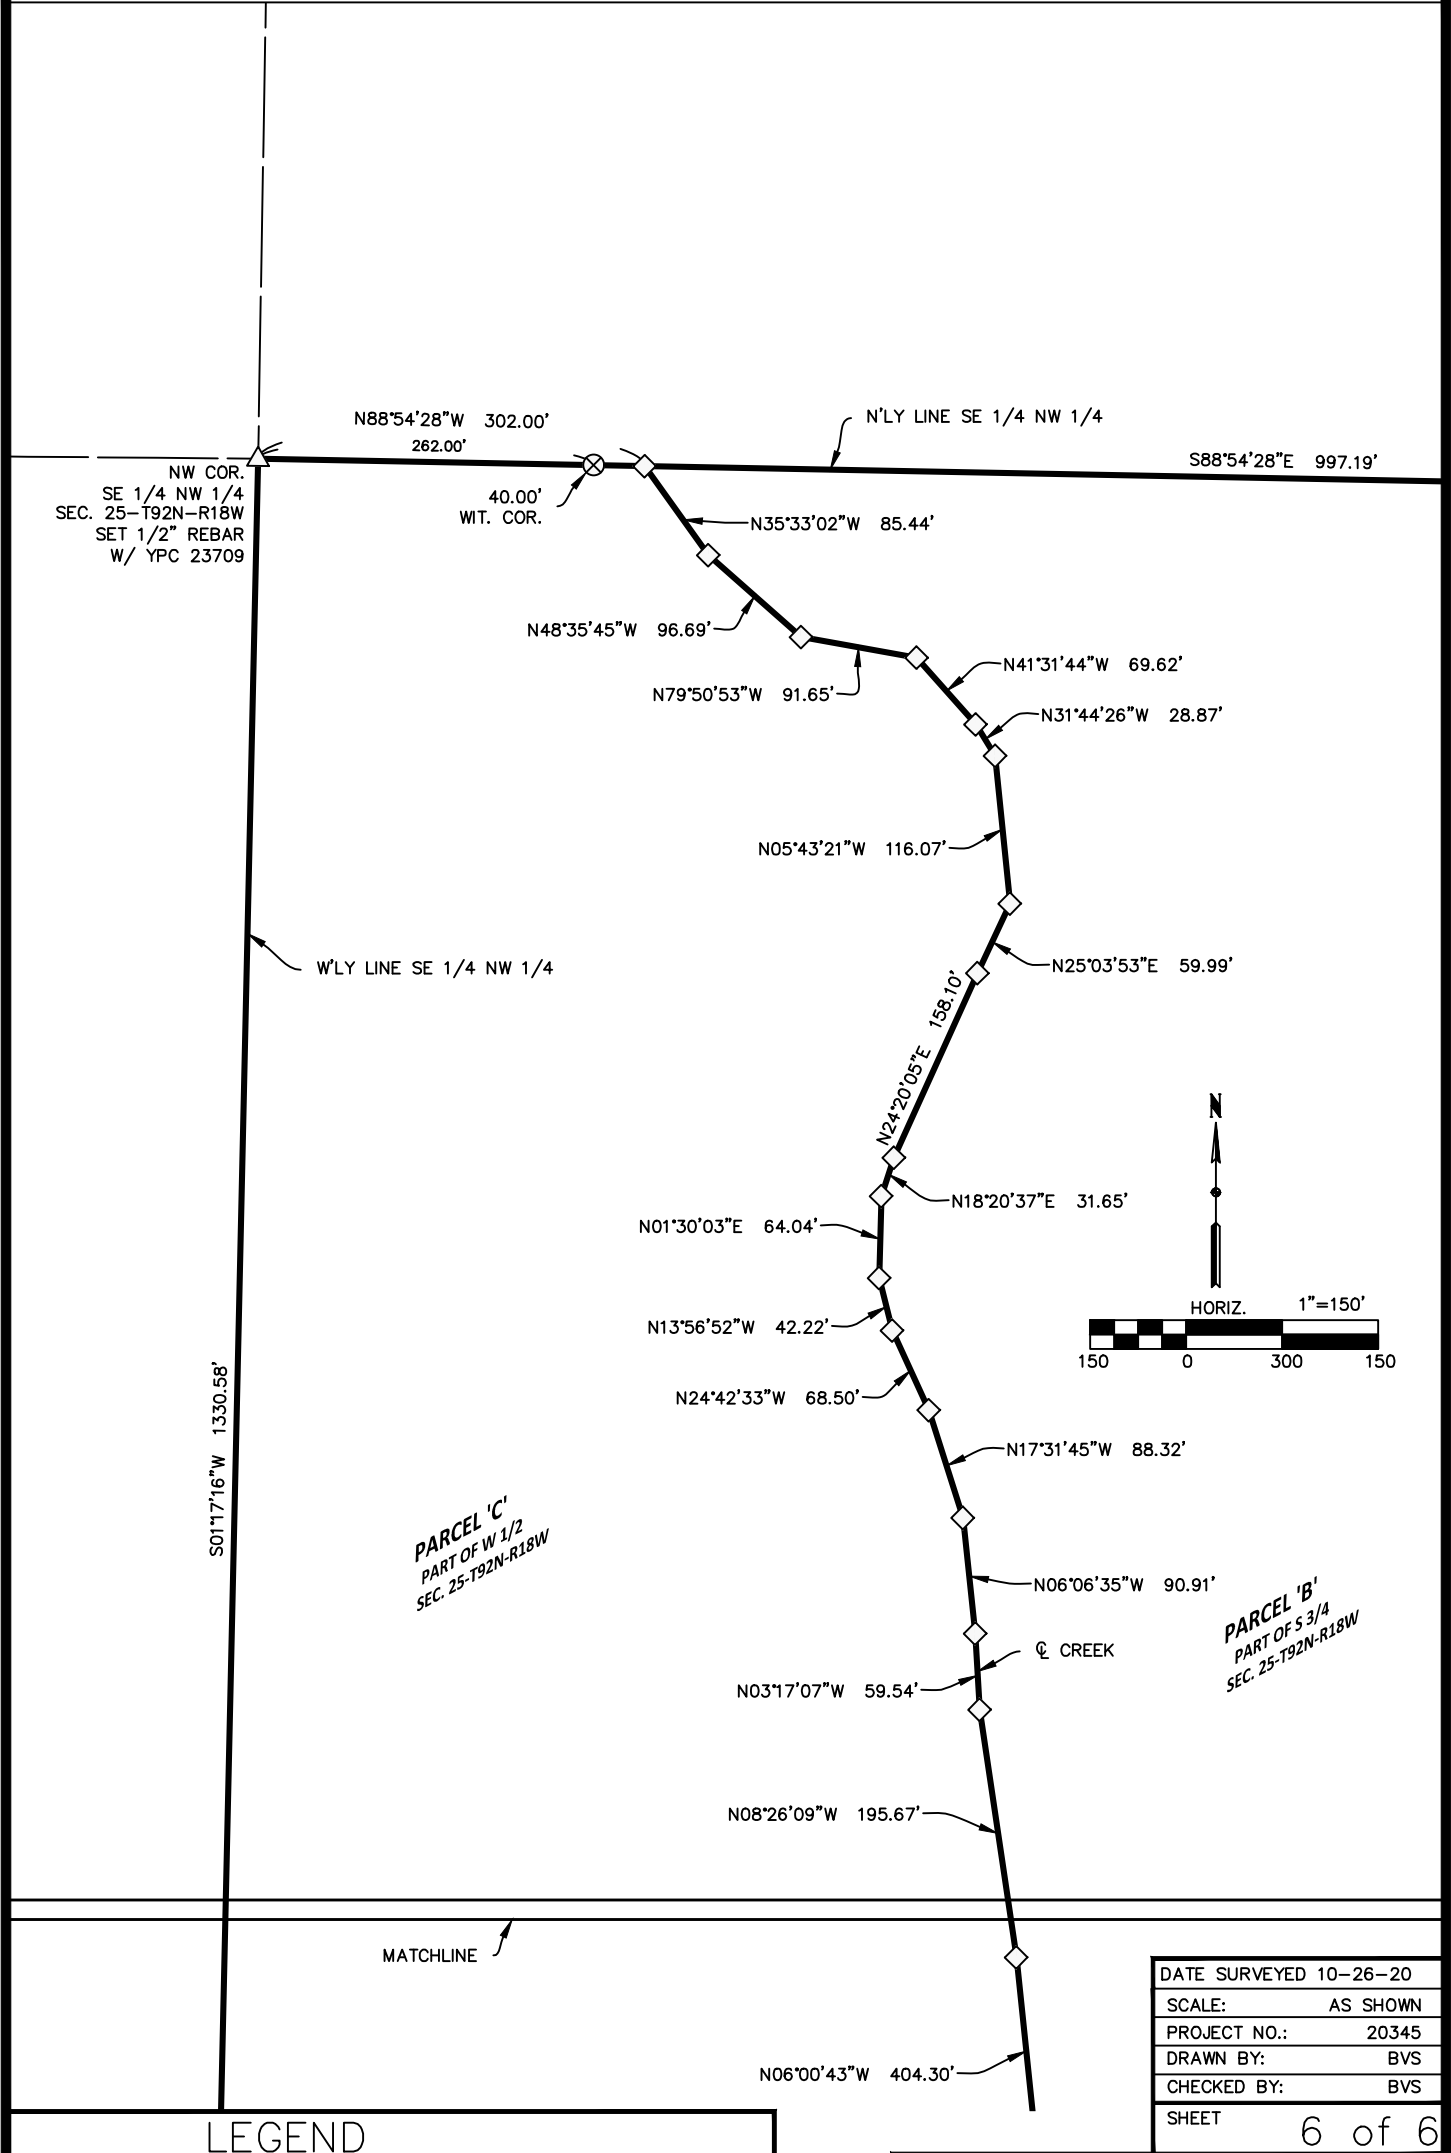 N88°54'28"W 302.00'
262.00'
N'LY LINE SE 1/4 NW 1/4
S88°54'28"E 997.19'
NW COR.
SE 1/4 NW 1/4
SEC. 25-T92N-R18W
SET 1/2" REBAR
W/ YPC 23709
40.00'
WIT. COR.
N35°33'02"W 85.44'
N48°35'45"W 96.69'
N79°50'53"W 91.65'
N41°31'44"W 69.62'
N31°44'26"W 28.87'
N05°43'21"W 116.07'
N25°03'53"E 59.99'
W'LY LINE SE 1/4 NW 1/4
N24°20'05"E 158.10'
N
N18°20'37"E 31.65'
N01°30'03"E 64.04'
HORIZ. 1"=150'
150 0 300 150
N13°56'52"W 42.22'
N24°42'33"W 68.50'
N17°31'45"W 88.32'
S01°17'16"W 1330.58'
PARCEL 'C'
PART OF W 1/2
SEC. 25-T92N-R18W
N06°06'35"W 90.91'
PARCEL 'B'
PART OF S 3/4
SEC. 25-T92N-R18W
℄ CREEK
N03°17'07"W 59.54'
N08°26'09"W 195.67'
MATCHLINE
N06°00'43"W 404.30'
DATE SURVEYED 10-26-20
SCALE: AS SHOWN
PROJECT NO.: 20345
DRAWN BY: BVS
CHECKED BY: BVS
SHEET 6 of 6
LEGEND